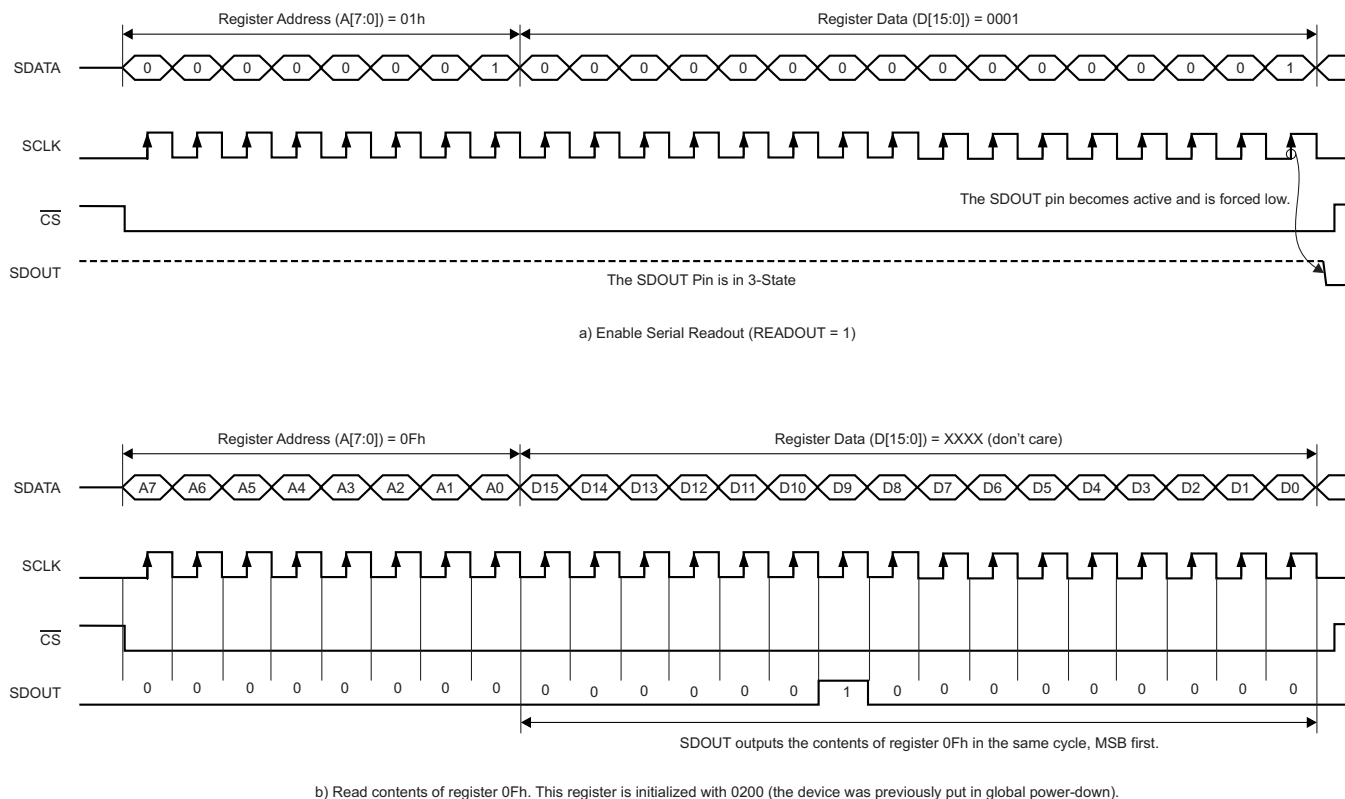 Register Address (A[7:0]) = 01h Register Data (D[15:0]) = 0001
SDATA 0 0 0 0 0 0 0 1 0 0 0 0 0 0 0 0 0 0 0 0 0 0 0 1
SCLK
The SDOUT pin becomes active and is forced low.
CS
SDOUT
The SDOUT Pin is in 3-State
a) Enable Serial Readout (READOUT = 1)
Register Address (A[7:0]) = 0Fh Register Data (D[15:0]) = XXXX (don't care)
SDATA A7 A6 A5 A4 A3 A2 A1 A0 D15 D14 D13 D12 D11 D10 D9 D8 D7 D6 D5 D4 D3 D2 D1 D0
SCLK
CS
SDOUT 0 0 0 0 0 0 0 0 0 0 0 0 0 0 1 0 0 0 0 0 0 0 0 0
SDOUT outputs the contents of register 0Fh in the same cycle, MSB first.
b) Read contents of register 0Fh. This register is initialized with 0200 (the device was previously put in global power-down).